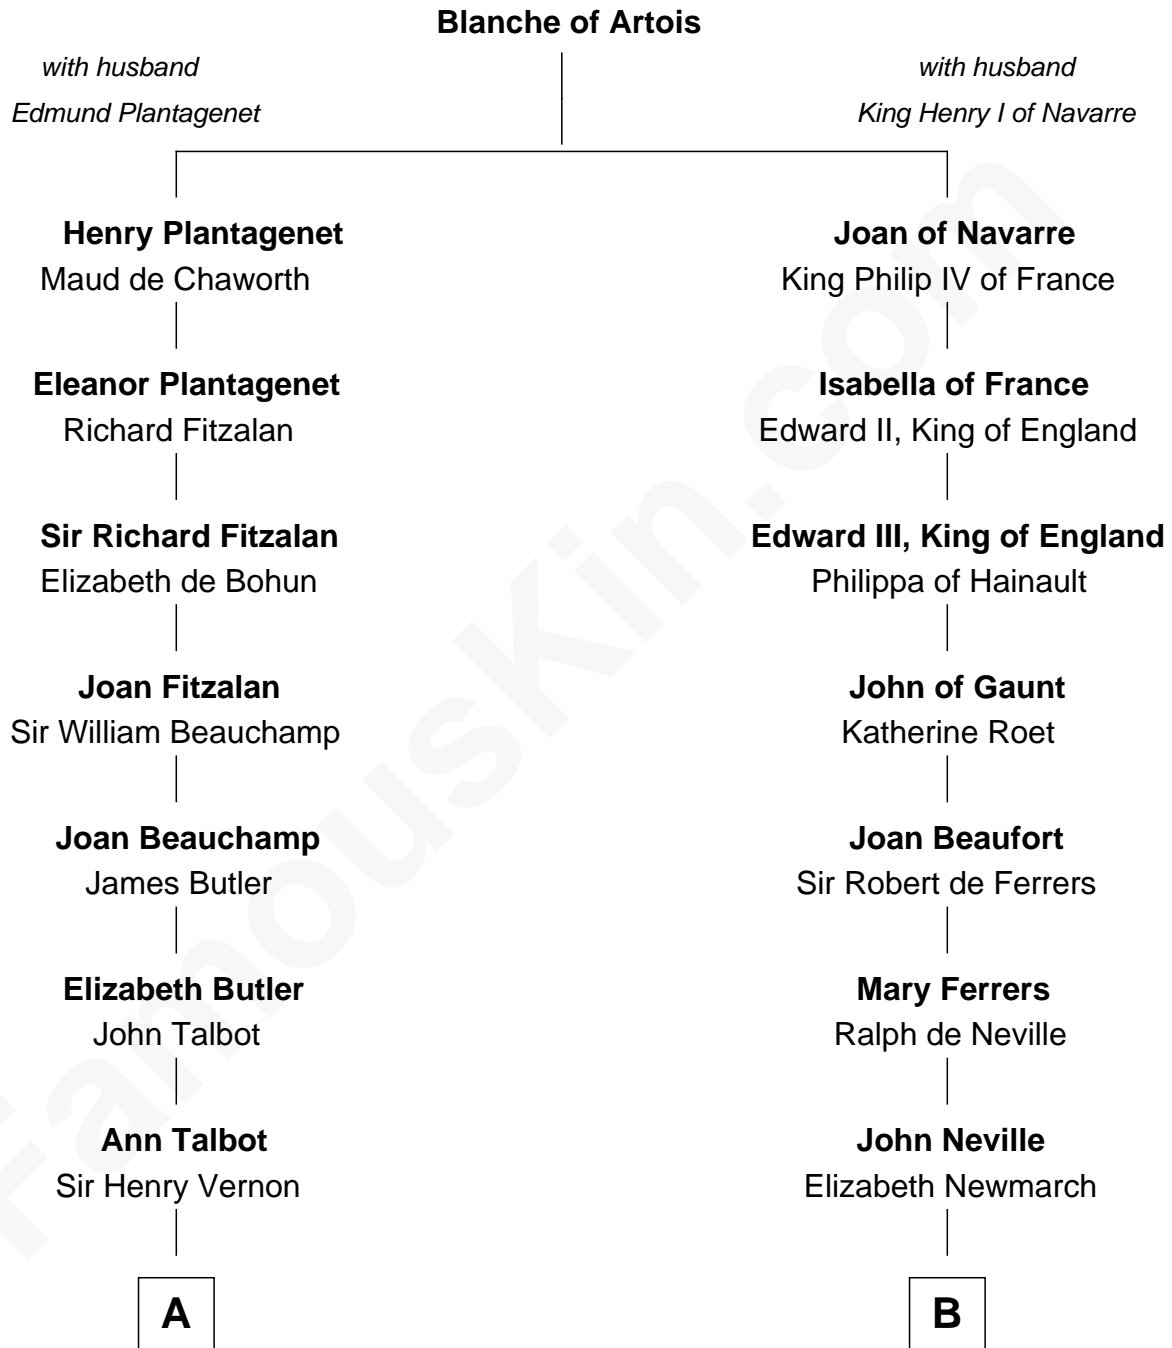 Blanche of Artois
with husband
Edmund Plantagenet
with husband
King Henry I of Navarre
Henry Plantagenet
Maud de Chaworth
Joan of Navarre
King Philip IV of France
Eleanor Plantagenet
Richard Fitzalan
Isabella of France
Edward II, King of England
Sir Richard Fitzalan
Elizabeth de Bohun
Edward III, King of England
Philippa of Hainault
Joan Fitzalan
Sir William Beauchamp
John of Gaunt
Katherine Roet
Joan Beauchamp
James Butler
Joan Beaufort
Sir Robert de Ferrers
Elizabeth Butler
John Talbot
Mary Ferrers
Ralph de Neville
Ann Talbot
Sir Henry Vernon
John Neville
Elizabeth Newmarch
A
B
FamousKin.com